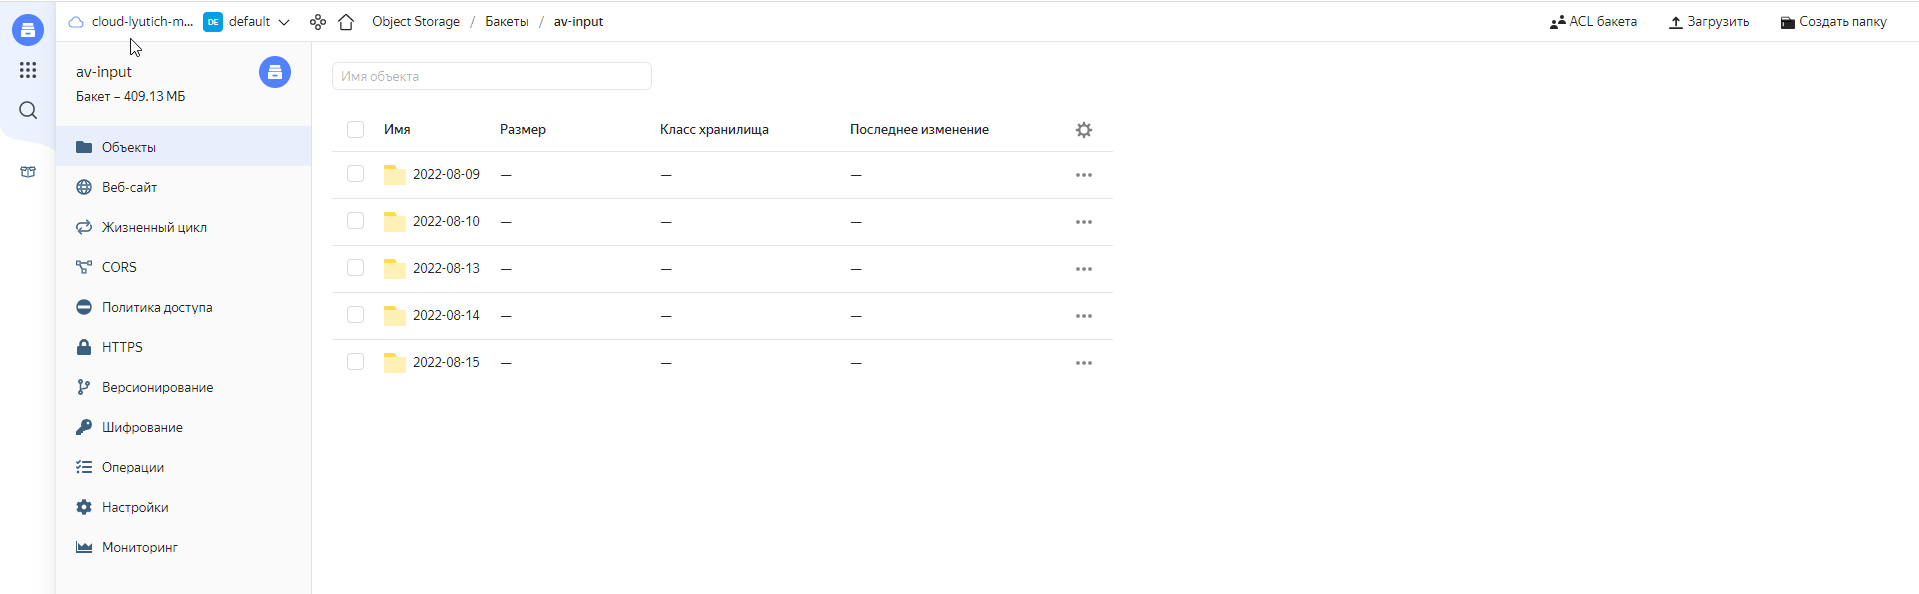 cloud-lyutich-m... DE default Object Storage / Бакеты / av-input ACL бакета Загрузить Создать папку
av-input
Бакет – 409.13 МБ
Объекты
Веб-сайт
Жизненный цикл
CORS
Политика доступа
HTTPS
Версионирование
Шифрование
Операции
Настройки
Мониторинг
Имя объекта
Имя Размер Класс хранилища Последнее изменение
2022-08-09 — — —
2022-08-10 — — —
2022-08-13 — — —
2022-08-14 — — —
2022-08-15 — — —